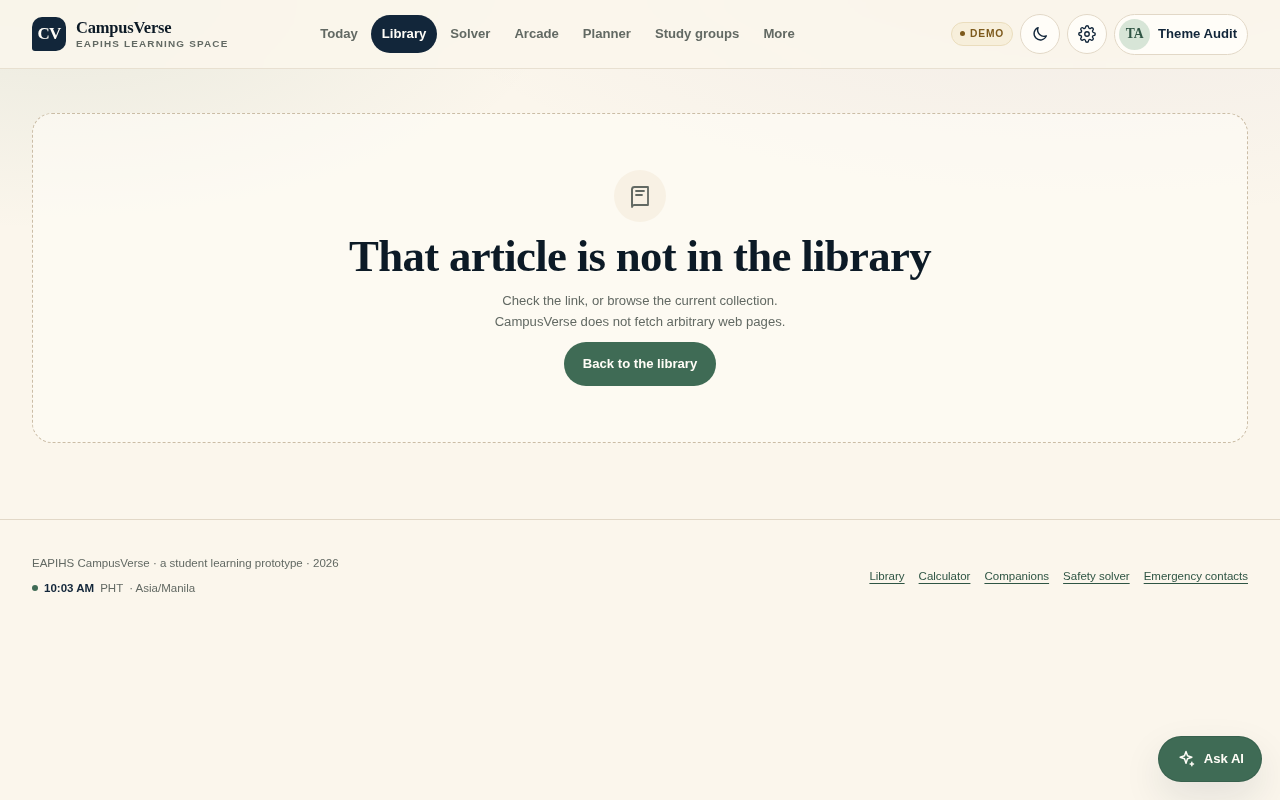 CV
CampusVerse
EAPIHS LEARNING SPACE
Today
Library
Solver
Arcade
Planner
Study groups
More
DEMO
TA
Theme Audit
That article is not in the library
Check the link, or browse the current collection.
CampusVerse does not fetch arbitrary web pages.
Back to the library
EAPIHS CampusVerse · a student learning prototype · 2026
10:03 AM PHT · Asia/Manila
Library
Calculator
Companions
Safety solver
Emergency contacts
Ask AI